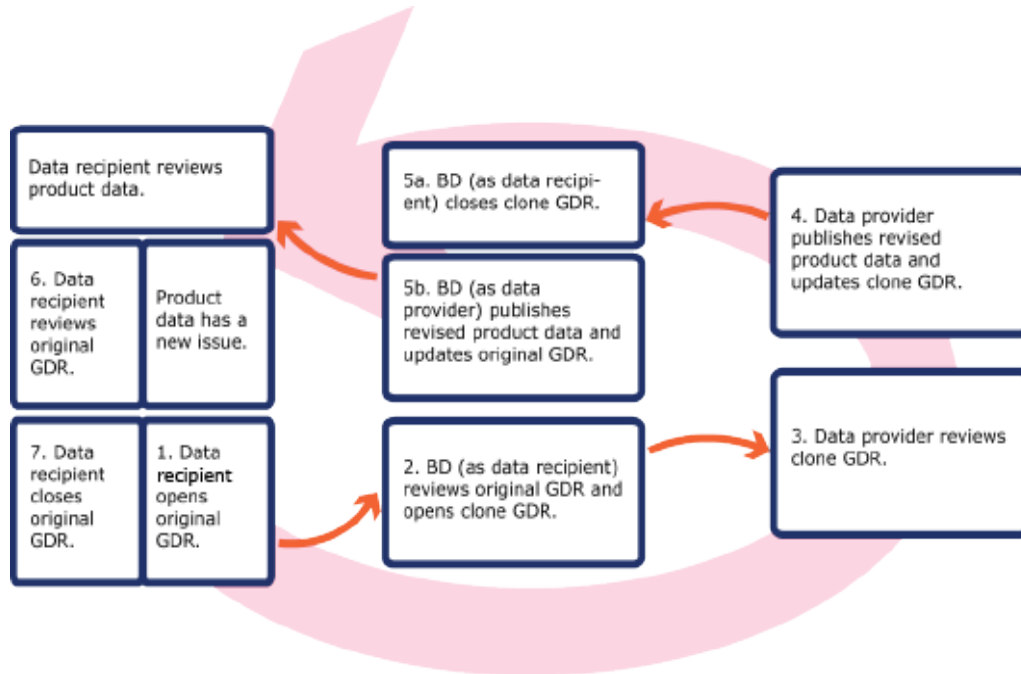 Data recipient reviews
product data.
6. Data
recipient
reviews
original
GDR.
Product
data has a
new issue.
7. Data
recipient
closes
original
GDR.
1. Data
recipient
opens
original
GDR.
5a. BD (as data recipi-
ent) closes clone GDR.
5b. BD (as data
provider) publishes
revised product data and
updates original GDR.
2. BD (as data recipient)
reviews original GDR and
opens clone GDR.
4. Data provider
publishes revised
product data and
updates clone GDR.
3. Data provider reviews
clone GDR.